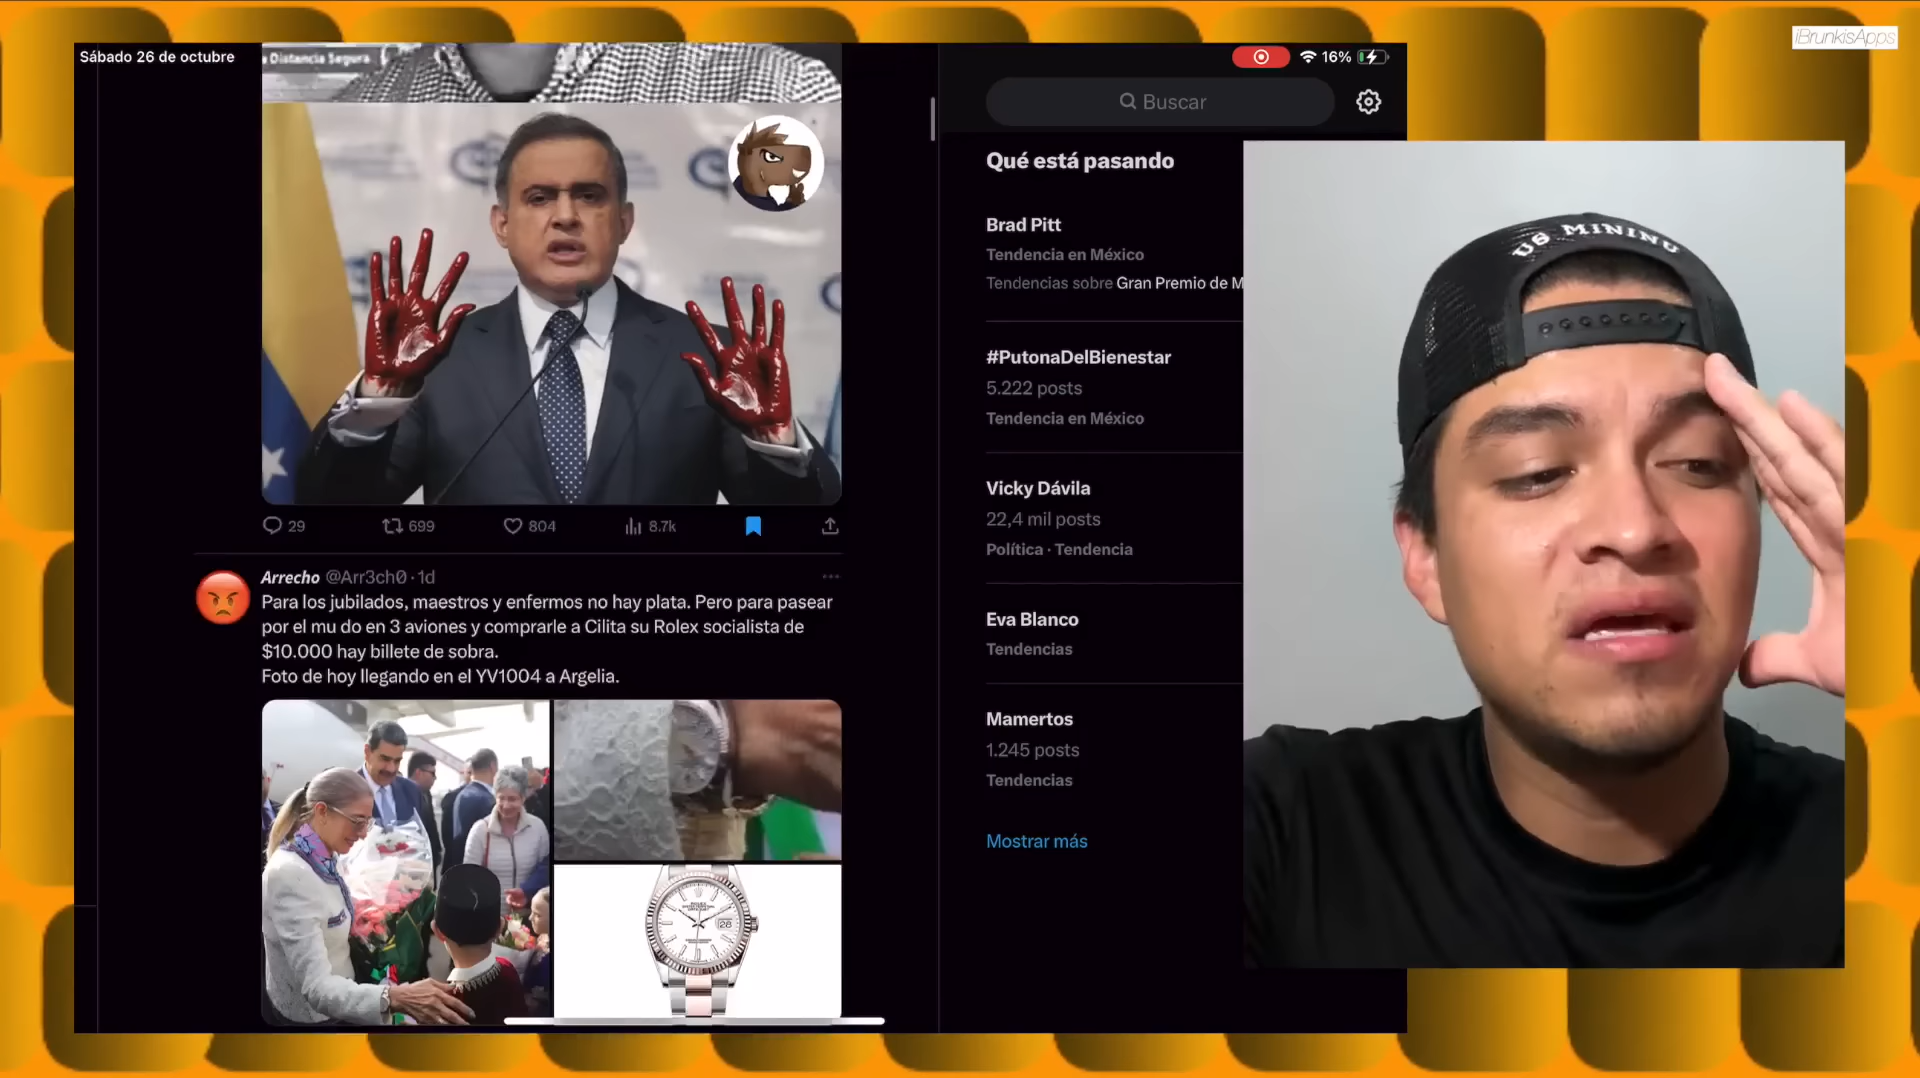 iBrunkisApps
Sábado 26 de octubre
16%
Distancia Segura
Buscar
Qué está pasando
Brad Pitt
Tendencia en México
Tendencias sobre Gran Premio de M
#PutonaDelBienestar
5.222 posts
Tendencia en México
Vicky Dávila
22,4 mil posts
Política · Tendencia
Eva Blanco
Tendencias
Mamertos
1.245 posts
Tendencias
Mostrar más
29
699
804
8.7k
Arrecho @Arr3ch0 · 1d
Para los jubilados, maestros y enfermos no hay plata. Pero para pasear
por el mu do en 3 aviones y comprarle a Cilita su Rolex socialista de
$10.000 hay billete de sobra.
Foto de hoy llegando en el YV1004 a Argelia.
28
US MINING